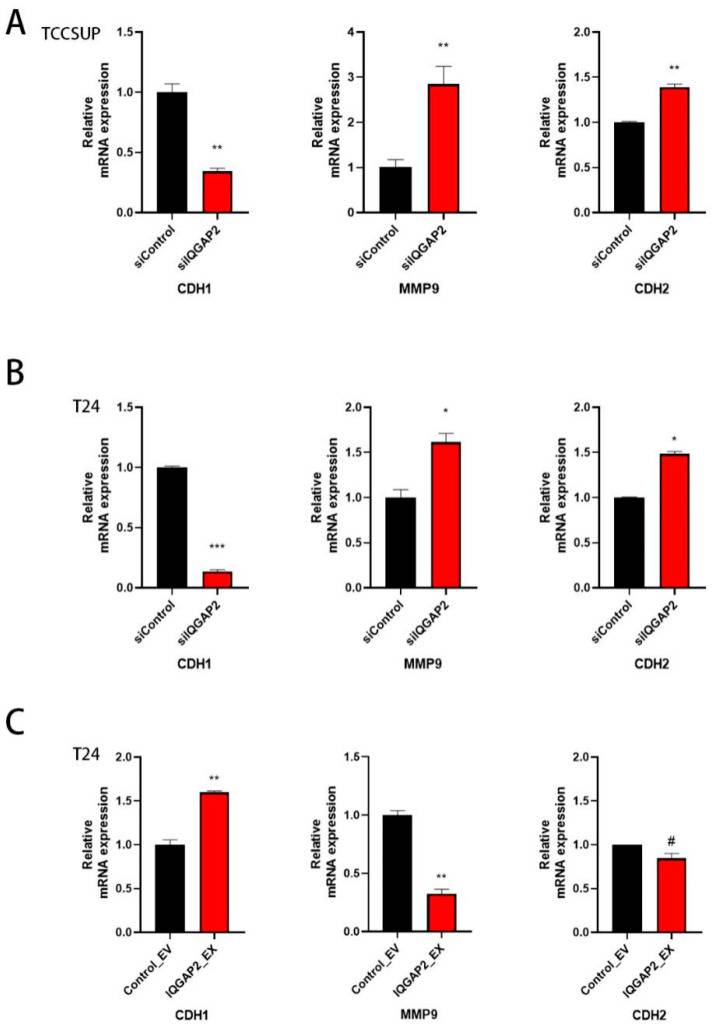 A TCCSUP
Relative
mRNA expression
1.5
1.0
0.5
0.0
**
siControl
siIQGAP2
CDH1
Relative
mRNA expression
4
3
2
1
0
**
siControl
siIQGAP2
MMP9
Relative
mRNA expression
2.0
1.5
1.0
0.5
0.0
**
siControl
siIQGAP2
CDH2
B
T24
Relative
mRNA expression
1.5
1.0
0.5
0.0
***
siControl
siIQGAP2
CDH1
Relative
mRNA expression
2.0
1.5
1.0
0.5
0.0
*
siControl
siIQGAP2
MMP9
Relative
mRNA expression
2.0
1.5
1.0
0.5
0.0
*
siControl
siIQGAP2
CDH2
C
T24
Relative
mRNA expression
2.0
1.5
1.0
0.5
0.0
**
Control_EV
IQGAP2_EX
CDH1
Relative
mRNA expression
1.5
1.0
0.5
0.0
**
Control_EV
IQGAP2_EX
MMP9
Relative
mRNA expression
2.0
1.5
1.0
0.5
0.0
#
Control_EV
IQGAP2_EX
CDH2